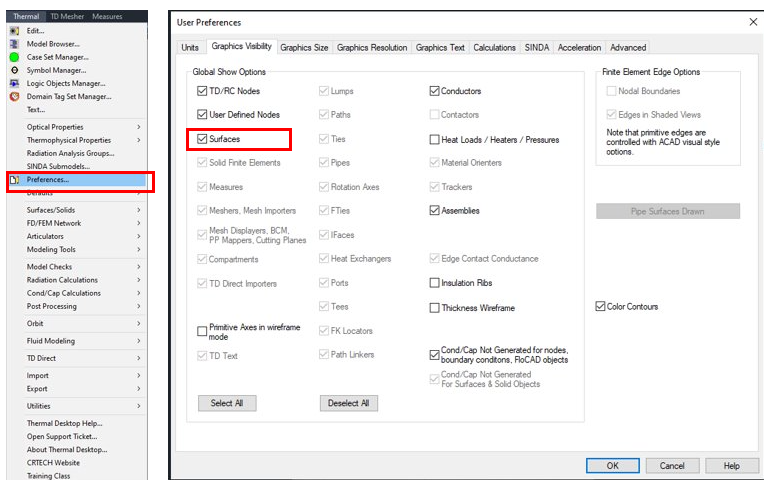 Thermal TD Mesher Measures
Edit...
Model Browser...
Case Set Manager...
Symbol Manager...
Logic Objects Manager...
Domain Tag Set Manager...
Text...
Optical Properties
Thermophysical Properties
Radiation Analysis Groups...
SINDA Submodels...
Preferences...
Defaults
Surfaces/Solids
FD/FEM Network
Articulators
Modeling Tools
Model Checks
Radiation Calculations
Cond/Cap Calculations
Post Processing
Orbit
Fluid Modeling
TD Direct
Import
Export
Utilities
Thermal Desktop Help...
Open Support Ticket...
About Thermal Desktop...
CRTECH Website
Training Class
User Preferences
Units Graphics Visibility Graphics Size Graphics Resolution Graphics Text Calculations SINDA Acceleration Advanced
Global Show Options
TD/RC Nodes
User Defined Nodes
Surfaces
Solid Finite Elements
Measures
Meshers, Mesh Importers
Mesh Displayers, BCM,
PP Mappers, Cutting Planes
Compartments
TD Direct Importers
Primitive Axes in wireframe
mode
TD Text
Select All
Lumps
Paths
Ties
Pipes
Rotation Axes
FTies
IFaces
Heat Exchangers
Ports
Tees
FK Locators
Path Linkers
Deselect All
Conductors
Contactors
Heat Loads / Heaters / Pressures
Material Orienters
Trackers
Assemblies
Edge Contact Conductance
Insulation Ribs
Thickness Wireframe
Cond/Cap Not Generated for nodes,
boundary conditons, FloCAD objects
Cond/Cap Not Generated
For Surfaces & Solid Objects
Finite Element Edge Options
Nodal Boundaries
Edges in Shaded Views
Note that primitive edges are
controlled with ACAD visual style
options.
Pipe Surfaces Drawn
Color Contours
OK Cancel Help